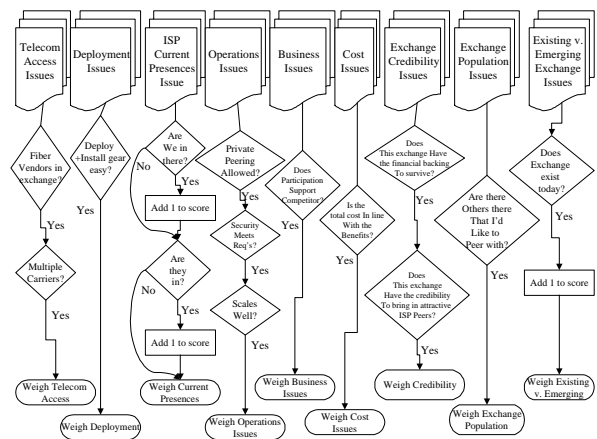 Telecom
Access
Issues
Fiber
Vendors in
exchange?
Yes
Multiple
Carriers?
Yes
Weigh Telecom
Access
Deployment
Issues
Deploy
+Install gear
easy?
Yes
Weigh Deployment
ISP
Current
Presences
Issue
Are
We in
there?
No
Yes
Add 1 to score
Are
they
in?
No
Yes
Add 1 to score
Weigh Current
Presences
Operations
Issues
Private
Peering
Allowed?
Yes
Security
Meets
Req's?
Yes
Scales
Well?
Yes
Weigh Operations
Issues
Business
Issues
Does
Participation
Support
Competitor?
Yes
Weigh Business
Issues
Cost
Issues
Is the
total cost In line
With the
Benefits?
Yes
Weigh Cost
Issues
Exchange
Credibility
Issues
Does
This exchange Have
the financial backing
To survive?
Yes
Does
This exchange
Have the credibility
To bring in attractive
ISP Peers?
Yes
Weigh Credibility
Exchange
Population
Issues
Are there
Others there
That I'd
Like to
Peer with?
Yes
Weigh Exchange
Population
Existing v.
Emerging
Exchange Issues
Does
Exchange
exist
today?
Yes
Add 1 to score
Weigh Existing
v. Emerging